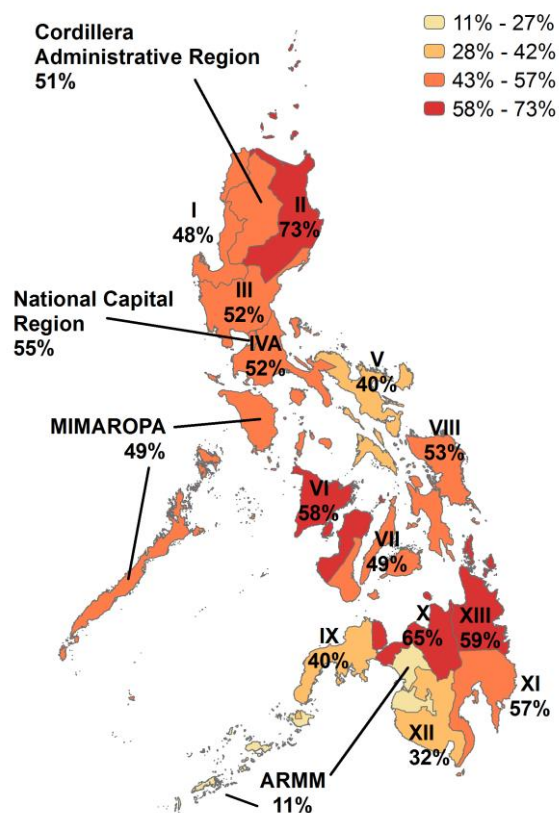 Cordillera
Administrative Region
51%
11% - 27%
28% - 42%
43% - 57%
58% - 73%
I
48%
II
73%
National Capital
Region
55%
III
52%
IVA
52%
V
40%
MIMAROPA
49%
VIII
53%
VI
58%
VII
49%
IX
40%
X
65%
XIII
59%
XI
57%
XII
32%
ARMM
11%